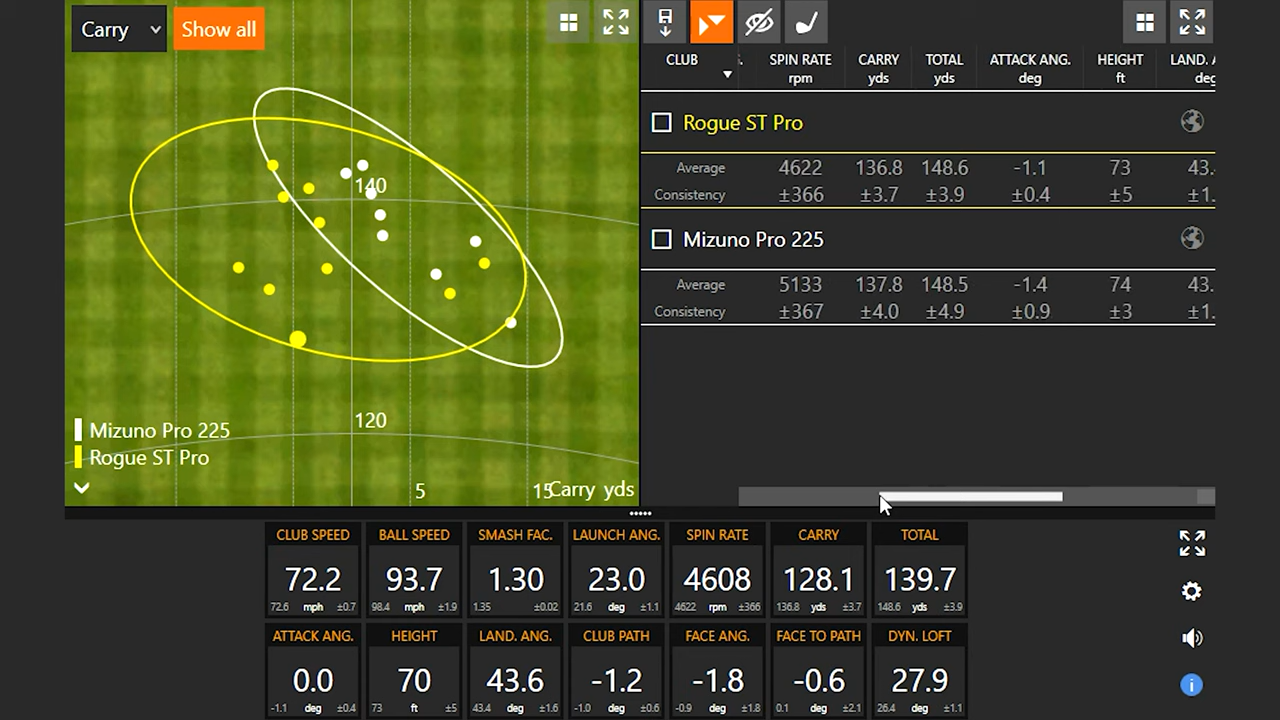 Carry
Show all
140
120
Mizuno Pro 225
Rogue ST Pro
5
15
Carry yds
CLUB SPIN RATE CARRY TOTAL ATTACK ANG. HEIGHT LAND. A
rpm yds yds deg ft deg
Rogue ST Pro
Average 4622 136.8 148.6 -1.1 73 43.
Consistency ±366 ±3.7 ±3.9 ±0.4 ±5 ±1.
Mizuno Pro 225
Average 5133 137.8 148.5 -1.4 74 43.
Consistency ±367 ±4.0 ±4.9 ±0.9 ±3 ±1.
CLUB SPEED BALL SPEED SMASH FAC. LAUNCH ANG. SPIN RATE CARRY TOTAL
72.2 93.7 1.30 23.0 4608 128.1 139.7
72.6 mph ±0.7 98.4 mph ±1.9 1.35 ±0.02 21.6 deg ±1.1 4622 rpm ±366 136.8 yds ±3.7 148.6 yds ±3.9
ATTACK ANG. HEIGHT LAND. ANG. CLUB PATH FACE ANG. FACE TO PATH DYN. LOFT
0.0 70 43.6 -1.2 -1.8 -0.6 27.9
-1.1 deg ±0.4 73 ft ±5 43.4 deg ±1.6 -1.0 deg ±0.6 -0.9 deg ±1.8 0.1 deg ±2.1 26.4 deg ±1.1